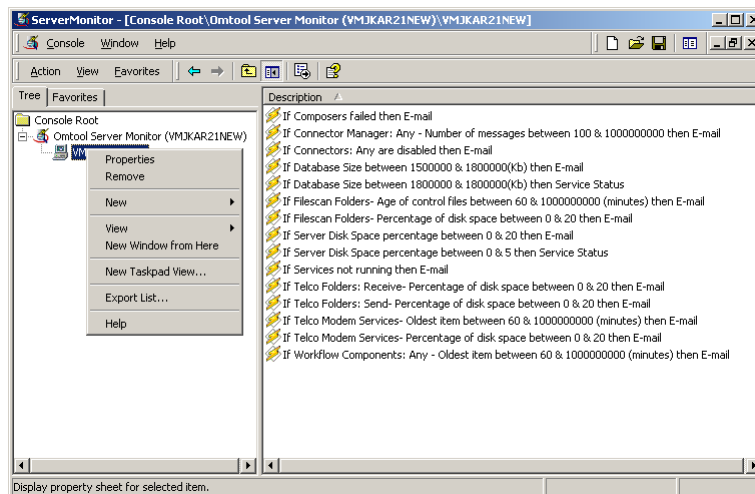 ServerMonitor - [Console Root\Omtool Server Monitor (VMJKAR21NEW)\VMJKAR21NEW]
Console Window Help
Action View Favorites
Tree Favorites
Description
Console Root
Omtool Server Monitor (VMJKAR21NEW)
VM
Properties
Remove
New
View
New Window from Here
New Taskpad View...
Export List...
Help
If Composers failed then E-mail
If Connector Manager: Any - Number of messages between 100 & 1000000000 then E-mail
If Connectors: Any are disabled then E-mail
If Database Size between 1500000 & 1800000(Kb) then E-mail
If Database Size between 1800000 & 1800000(Kb) then Service Status
If Filescan Folders- Age of control files between 60 & 1000000000 (minutes) then E-mail
If Filescan Folders- Percentage of disk space between 0 & 20 then E-mail
If Server Disk Space percentage between 0 & 20 then E-mail
If Server Disk Space percentage between 0 & 5 then Service Status
If Services not running then E-mail
If Telco Folders: Receive- Percentage of disk space between 0 & 20 then E-mail
If Telco Folders: Send- Percentage of disk space between 0 & 20 then E-mail
If Telco Modem Services- Oldest item between 60 & 1000000000 (minutes) then E-mail
If Telco Modem Services- Percentage of disk space between 0 & 20 then E-mail
If Workflow Components: Any - Oldest item between 60 & 1000000000 (minutes) then E-mail
Display property sheet for selected item.